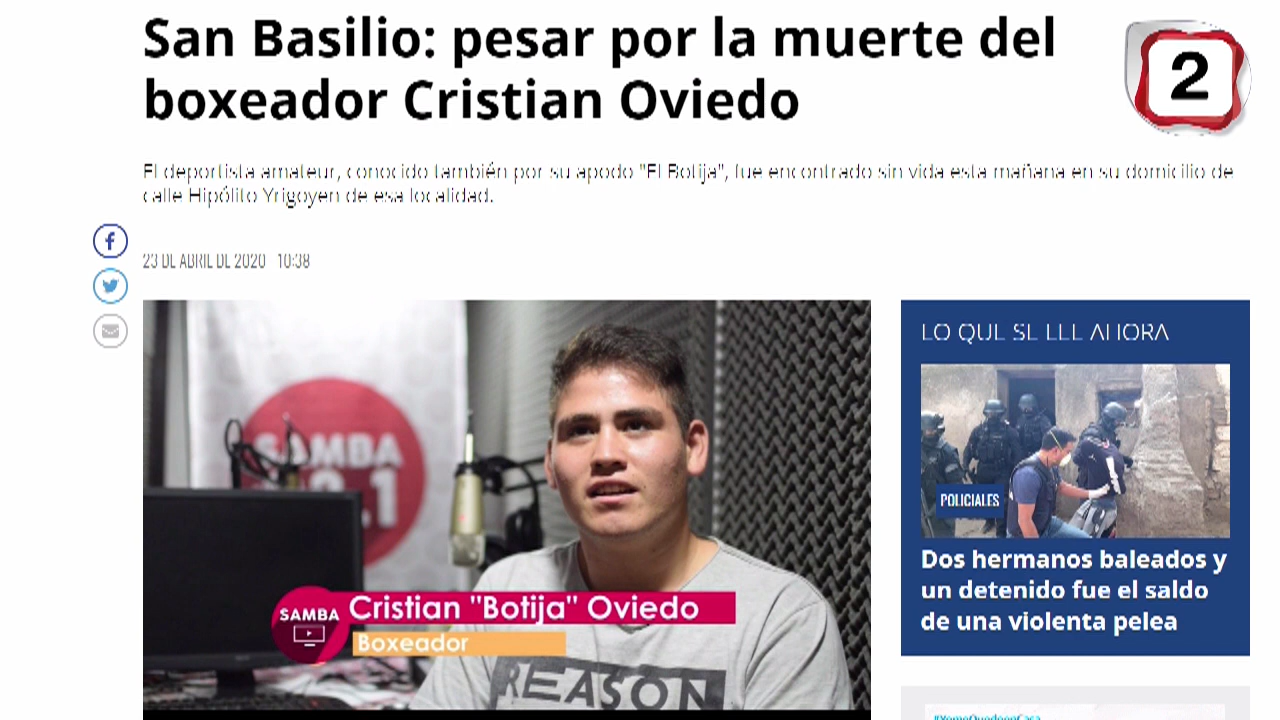 San Basilio: pesar por la muerte del
boxeador Cristian Oviedo
2
El deportista amateur, conocido también por su apodo "El Botija", fue encontrado sin vida esta mañana en su domicilio de
calle Hipólito Yrigoyen de esa localidad.
23 DE ABRIL DE 2020 10:38
LO QUE SE LEE AHORA
SAMBA
POLICIALES
Dos hermanos baleados y
un detenido fue el saldo
de una violenta pelea
SAMBA
Cristian "Botija" Oviedo
Boxeador
REASON
#YomeQuedoenCasa